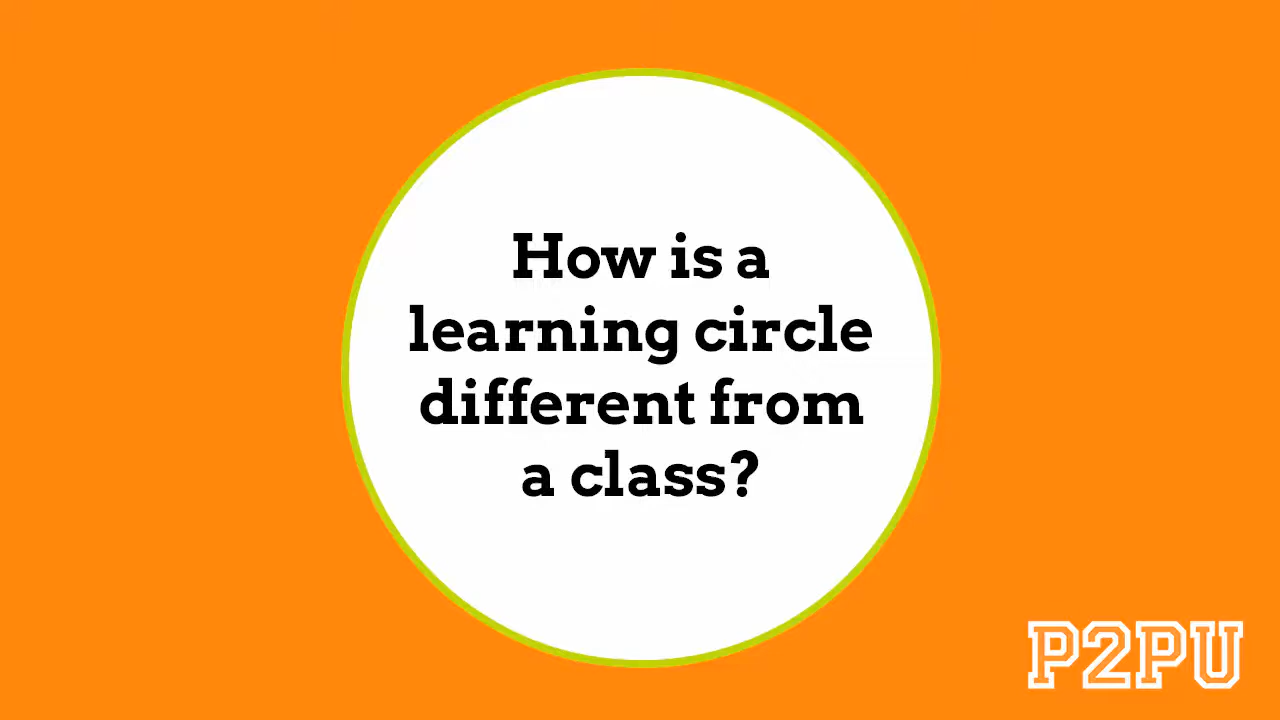 How is a
learning circle
different from
a class?
P2PU